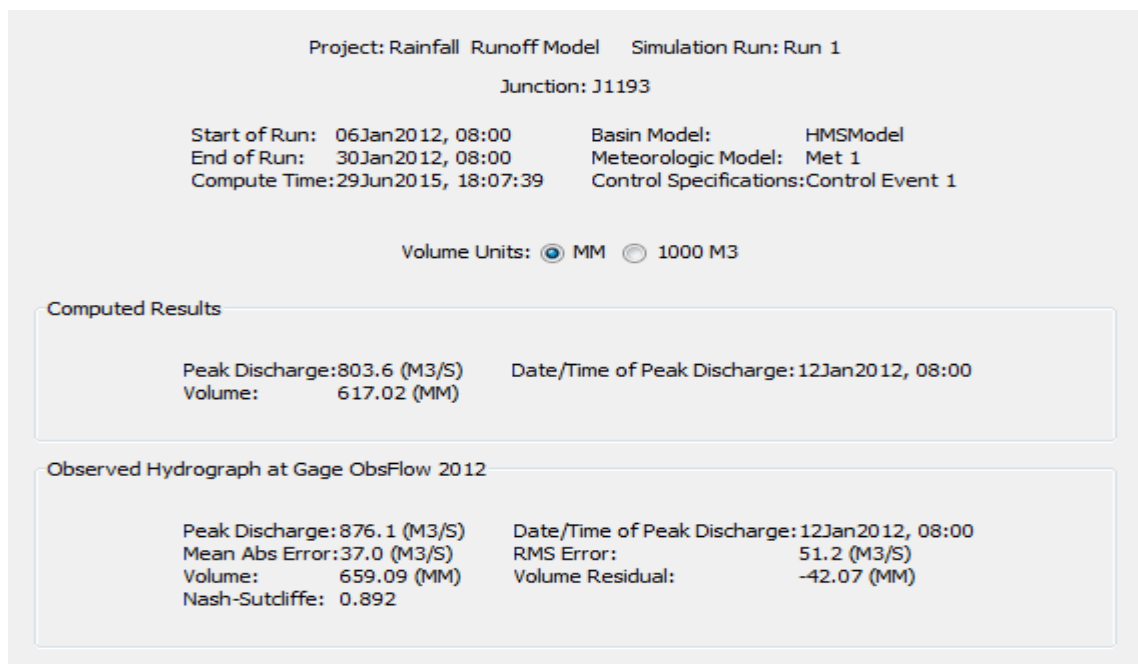 Project: Rainfall Runoff Model Simulation Run: Run 1
Junction: J1193
Start of Run: 06Jan2012, 08:00 Basin Model: HMSModel
End of Run: 30Jan2012, 08:00 Meteorologic Model: Met 1
Compute Time:29Jun2015, 18:07:39 Control Specifications:Control Event 1
Volume Units: MM 1000 M3
Computed Results
Peak Discharge:803.6 (M3/S) Date/Time of Peak Discharge:12Jan2012, 08:00
Volume: 617.02 (MM)
Observed Hydrograph at Gage ObsFlow 2012
Peak Discharge:876.1 (M3/S) Date/Time of Peak Discharge:12Jan2012, 08:00
Mean Abs Error:37.0 (M3/S) RMS Error: 51.2 (M3/S)
Volume: 659.09 (MM) Volume Residual: -42.07 (MM)
Nash-Sutcliffe: 0.892